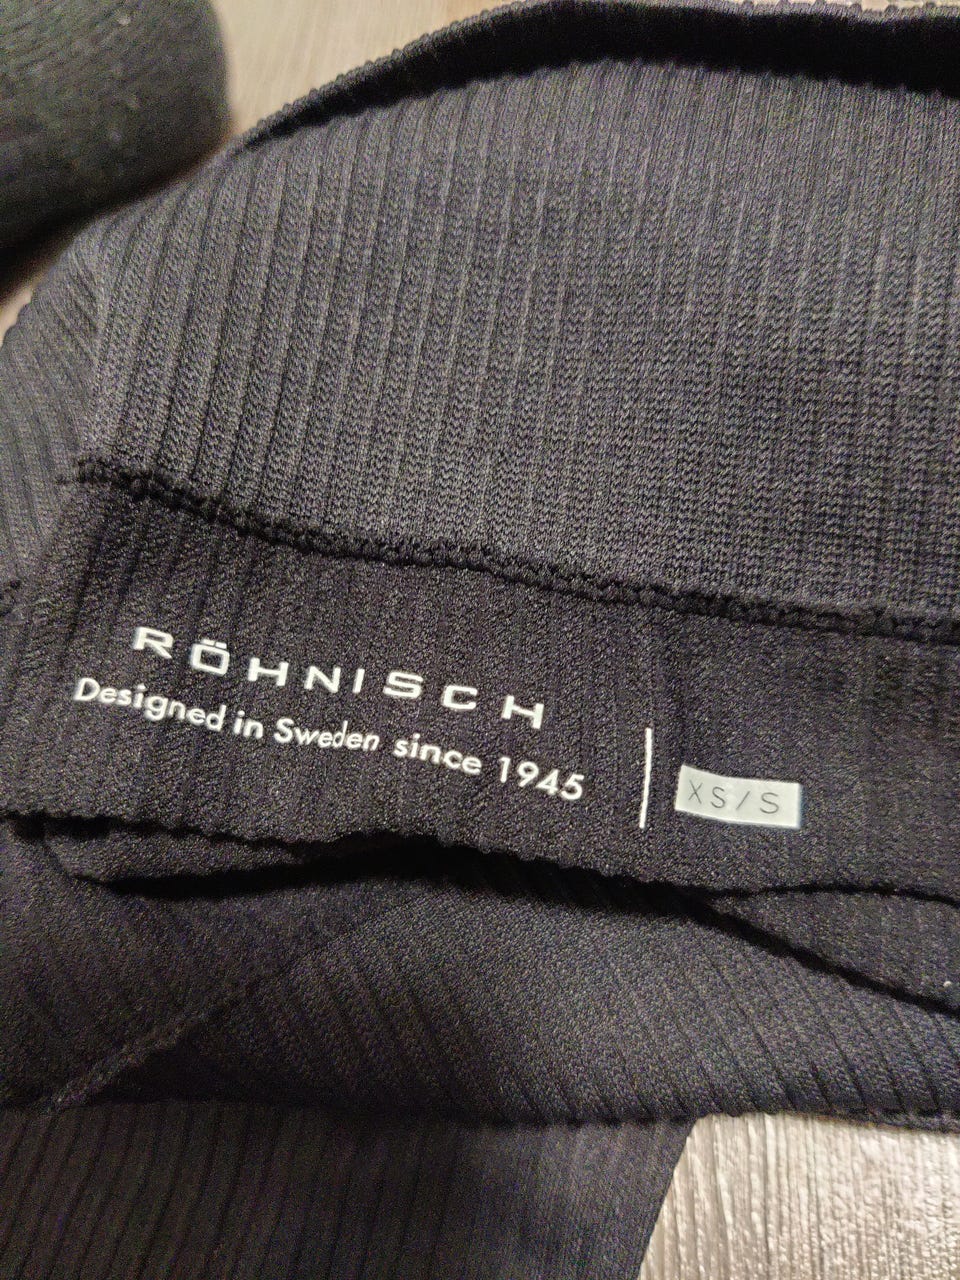 RÖHNISCH
Designed in Sweden since 1945
XS/S